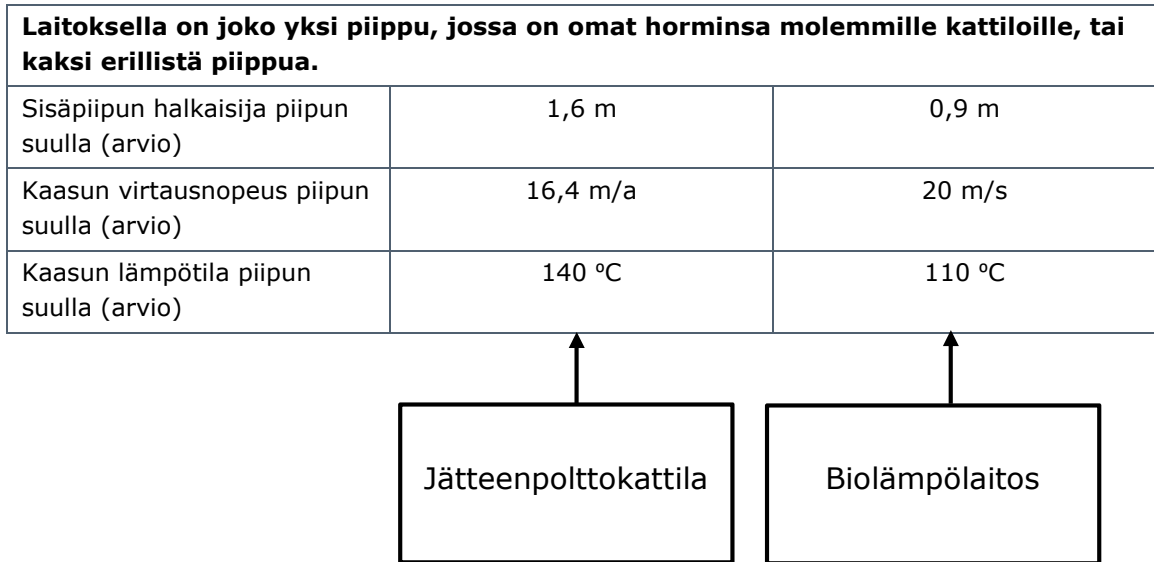 Laitoksella on joko yksi piippu, jossa on omat horminsa molemmille kattiloille, tai
kaksi erillistä piippua.
Sisäpiipun halkaisija piipun
suulla (arvio)
1,6 m
0,9 m
Kaasun virtausnopeus piipun
suulla (arvio)
16,4 m/a
20 m/s
Kaasun lämpötila piipun
suulla (arvio)
140 ºC
110 ºC
Jätteenpolttokattila
Biolämpölaitos